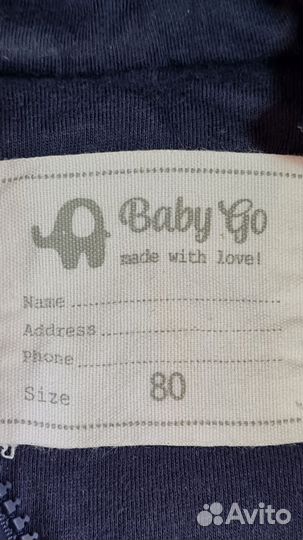 Baby Go
made with love!
Name
Address
phone
Size 80
Avito